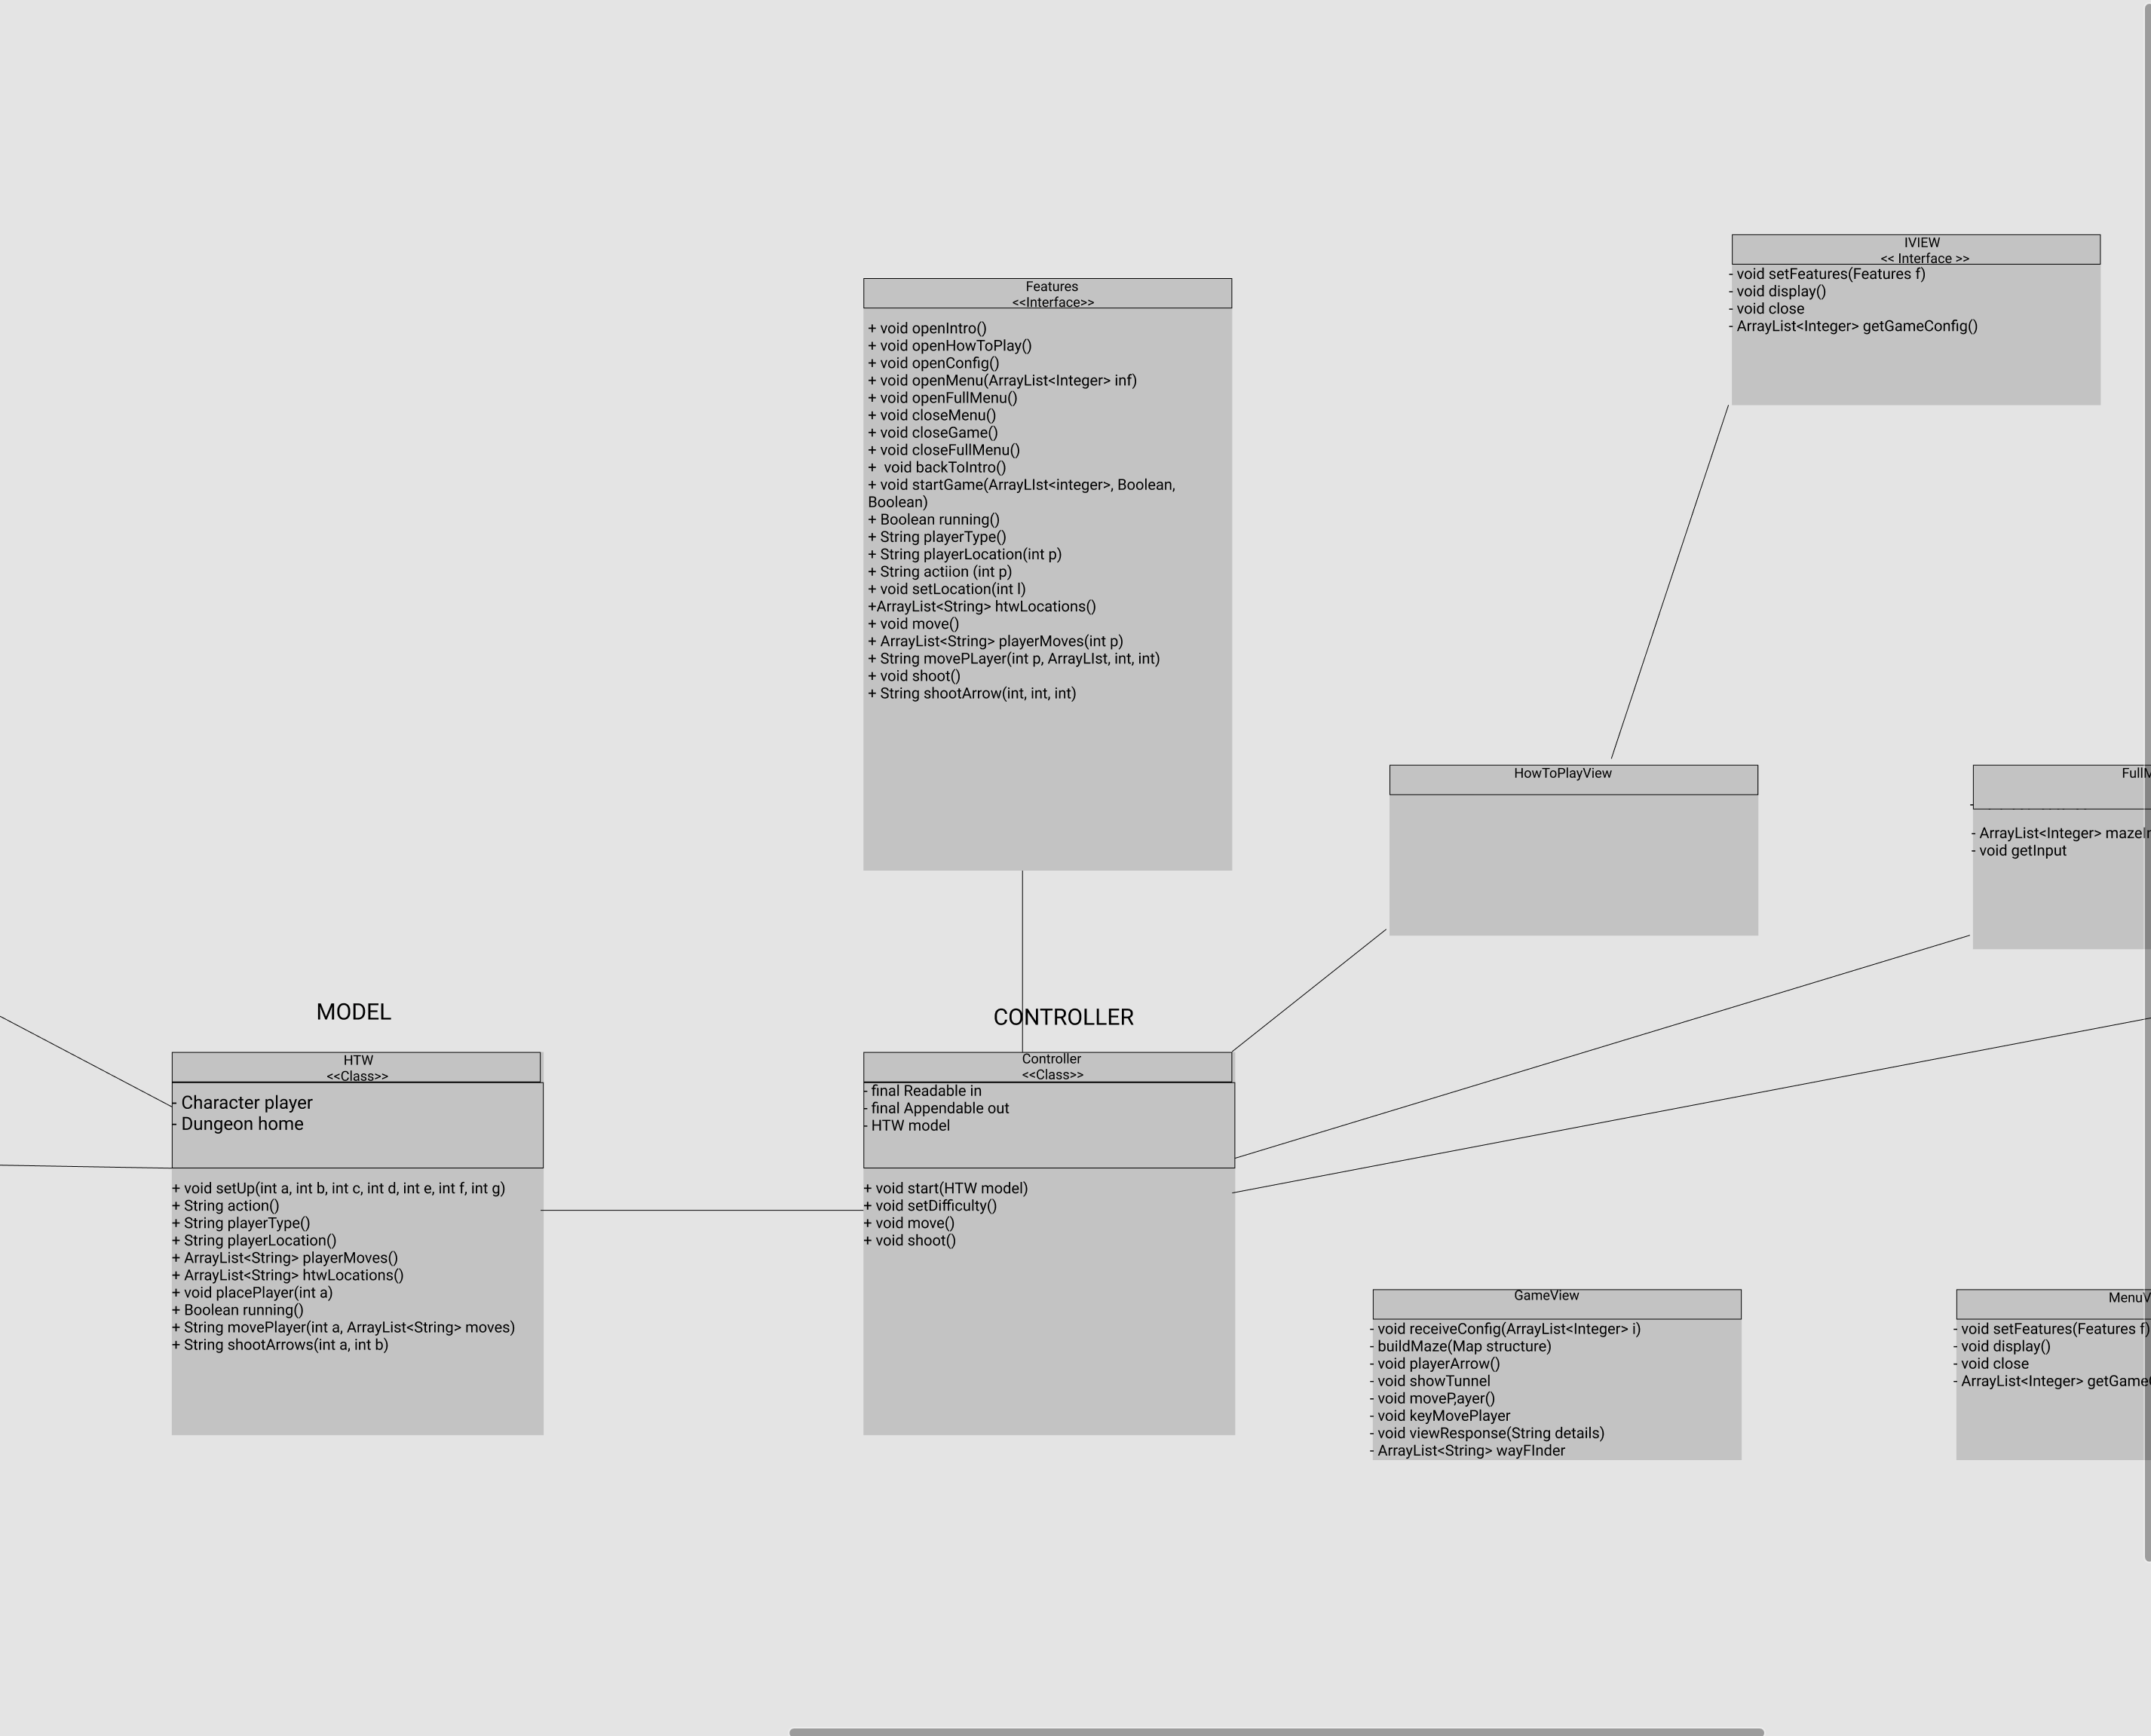 IVIEW
<< Interface >>
- void setFeatures(Features f)
- void display()
- void close
- ArrayList<Integer> getGameConfig()
Features
<<Interface>>
+ void openIntro()
+ void openHowToPlay()
+ void openConfig()
+ void openMenu(ArrayList<Integer> inf)
+ void openFullMenu()
+ void closeMenu()
+ void closeGame()
+ void closeFullMenu()
+  void backToIntro()
+ void startGame(ArrayLIst<integer>, Boolean,
Boolean)
+ Boolean running()
+ String playerType()
+ String playerLocation(int p)
+ String actiion (int p)
+ void setLocation(int l)
+ArrayList<String> htwLocations()
+ void move()
+ ArrayList<String> playerMoves(int p)
+ String movePLayer(int p, ArrayLIst, int, int)
+ void shoot()
+ String shootArrow(int, int, int)
HowToPlayView
- ArrayList<Integer>
- void getInput
MODEL
HTW
<<Class>>
- Character player
- Dungeon home
+ void setUp(int a, int b, int c, int d, int e, int f, int g)
+ String action()
+ String playerType()
+ String playerLocation()
+ ArrayList<String> playerMoves()
+ ArrayList<String> htwLocations()
+ void placePlayer(int a)
+ Boolean running()
+ String movePlayer(int a, ArrayList<String> moves)
+ String shootArrows(int a, int b)
CONTROLLER
Controller
<<Class>>
- final Readable in
- final Appendable out
- HTW model
+ void start(HTW model)
+ void setDifficulty()
+ void move()
+ void shoot()
GameView
- void receiveConfig(ArrayList<Integer> i)
- buildMaze(Map structure)
- void playerArrow()
- void showTunnel
- void moveP,ayer()
- void keyMovePlayer
- void viewResponse(String details)
- ArrayList<String> wayFInder
- void setFeatures(Features f)
- void display()
- void close
- ArrayList<Integer>